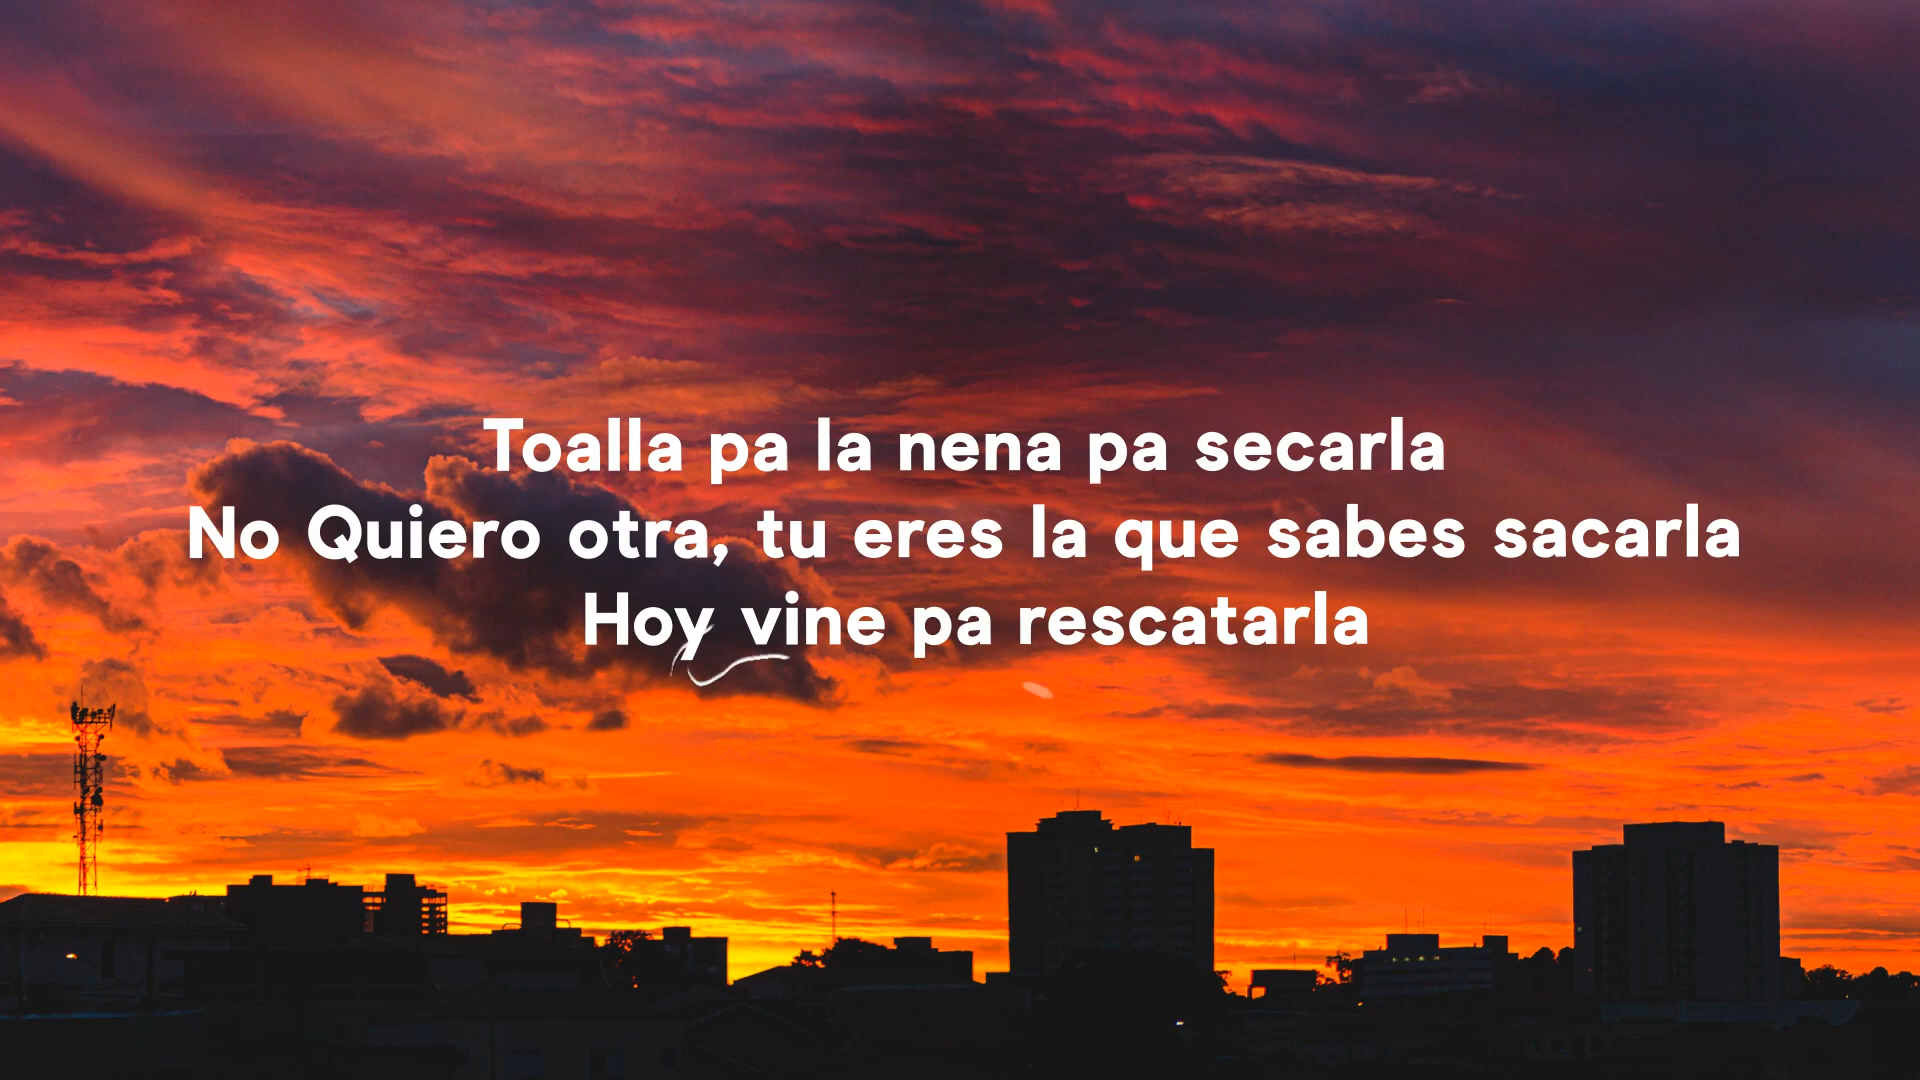 Toalla pa la nena pa secarla
No Quiero otra, tu eres la que sabes sacarla
Hoy vine pa rescatarla